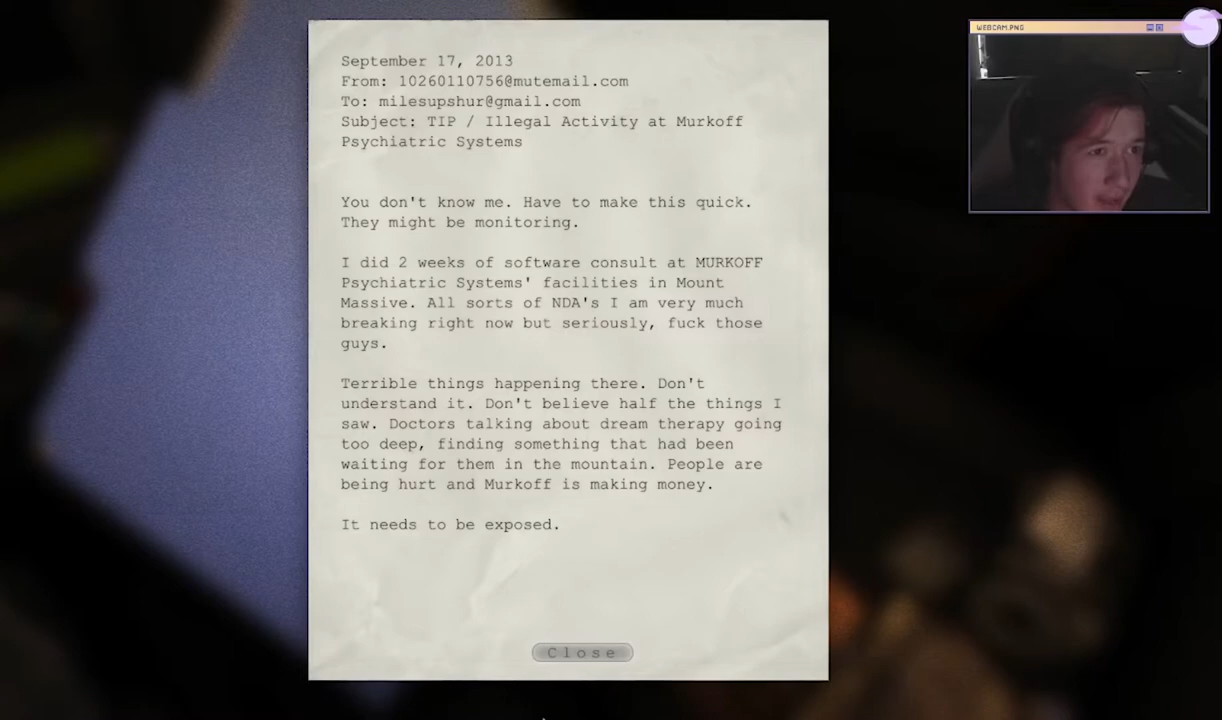 WEBCAM.PNG
September 17, 2013
From: 10260110756@mutemail.com
To: milesupshur@gmail.com
Subject: TIP / Illegal Activity at Murkoff
Psychiatric Systems
You don't know me. Have to make this quick.
They might be monitoring.
I did 2 weeks of software consult at MURKOFF
Psychiatric Systems' facilities in Mount
Massive. All sorts of NDA's I am very much
breaking right now but seriously, fuck those
guys.
Terrible things happening there. Don't
understand it. Don't believe half the things I
saw. Doctors talking about dream therapy going
too deep, finding something that had been
waiting for them in the mountain. People are
being hurt and Murkoff is making money.
It needs to be exposed.
Close